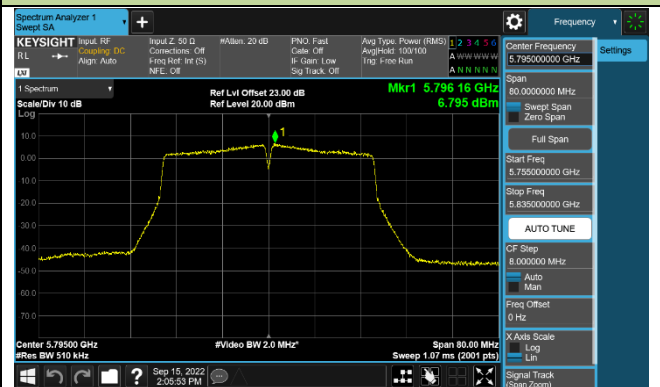 Spectrum Analyzer 1
Swept SA
+
Frequency
KEYSIGHT
RL
LXI
Input: RF
Coupling: DC
Align: Auto
Input Z: 50 Ω
Corrections: Off
Freq Ref: Int (S)
NFE: Off
#Atten: 20 dB
PNO: Fast
Gate: Off
IF Gain: Low
Sig Track: Off
Avg Type: Power (RMS)
Avg|Hold: 100/100
Trig: Free Run
1 2 3 4 5 6
A W W W W W
A N N N N N
1 Spectrum
Scale/Div 10 dB
Log
Ref Lvl Offset 23.00 dB
Ref Level 20.00 dBm
Mkr1 5.796 16 GHz
6.795 dBm
1
10.0
0.00
-10.0
-20.0
-30.0
-40.0
-50.0
-60.0
-70.0
Center 5.79500 GHz
#Res BW 510 kHz
#Video BW 2.0 MHz*
Span 80.00 MHz
Sweep 1.07 ms (2001 pts)
Center Frequency
5.795000000 GHz
Settings
Span
80.0000000 MHz
Swept Span
Zero Span
Full Span
Start Freq
5.755000000 GHz
Stop Freq
5.835000000 GHz
AUTO TUNE
CF Step
8.000000 MHz
Auto
Man
Freq Offset
0 Hz
X Axis Scale
Log
Lin
Signal Track
(Span Zoom)
?
Sep 15, 2022
2:05:53 PM